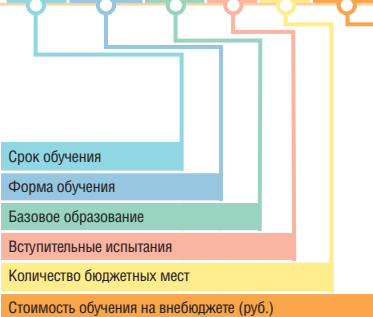 Срок обучения
Форма обучения
Базовое образование
Вступительные испытания
Количество бюджетных мест
Стоимость обучения на внебюджете (руб.)